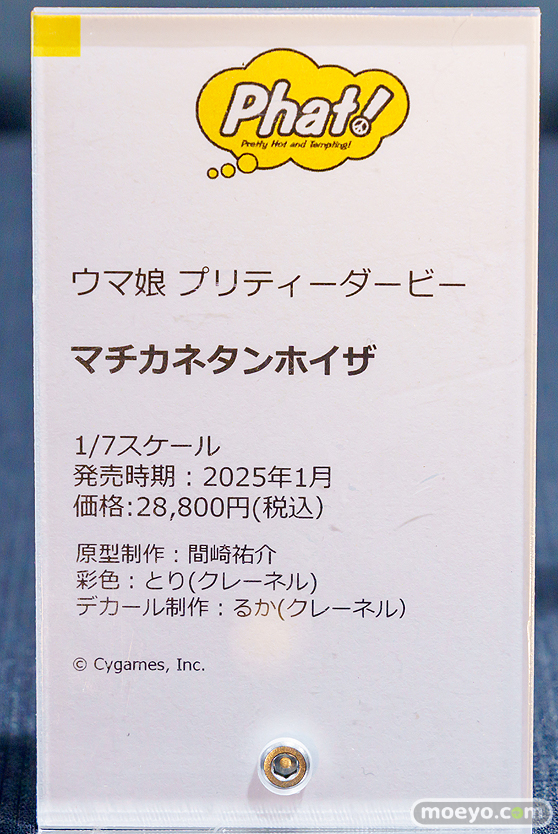 Phat!
Pretty Hot and Tempting!
ウマ娘 プリティーダービー
マチカネタンホイザ
1/7スケール
発売時期：2025年1月
価格:28,800円(税込)
原型制作：間崎祐介
彩色：とり(クレーネル)
デカール制作：るか(クレーネル)
© Cygames, Inc.
moeyo.com